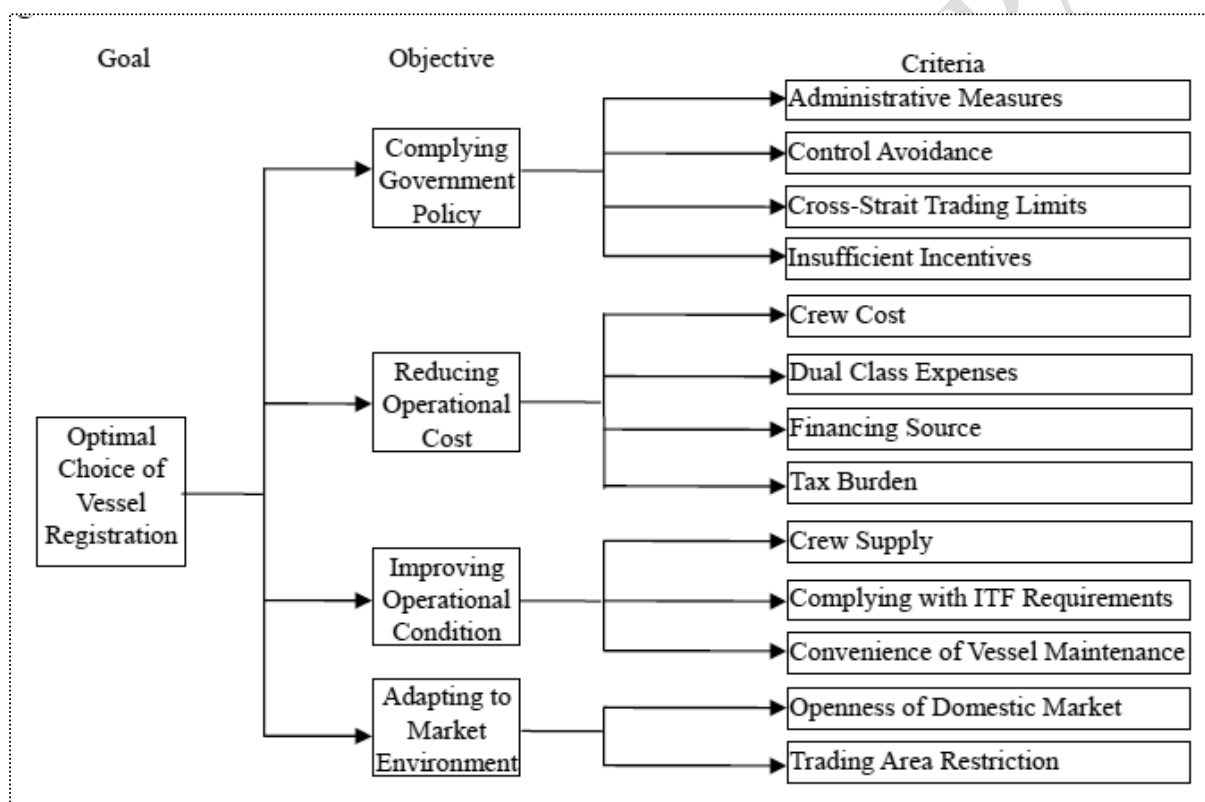 Goal
Objective
Criteria
Optimal
Choice of
Vessel
Registration
Complying
Government
Policy
Administrative Measures
Control Avoidance
Cross-Strait Trading Limits
Insufficient Incentives
Reducing
Operational
Cost
Crew Cost
Dual Class Expenses
Financing Source
Tax Burden
Improving
Operational
Condition
Crew Supply
Complying with ITF Requirements
Convenience of Vessel Maintenance
Adapting to
Market
Environment
Openness of Domestic Market
Trading Area Restriction